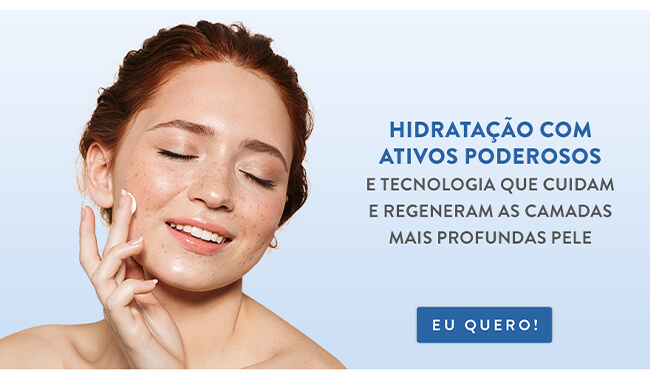 HIDRATAÇÃO COM
ATIVOS PODEROSOS
E TECNOLOGIA QUE CUIDAM
E REGENERAM AS CAMADAS
MAIS PROFUNDAS PELE
EU QUERO!